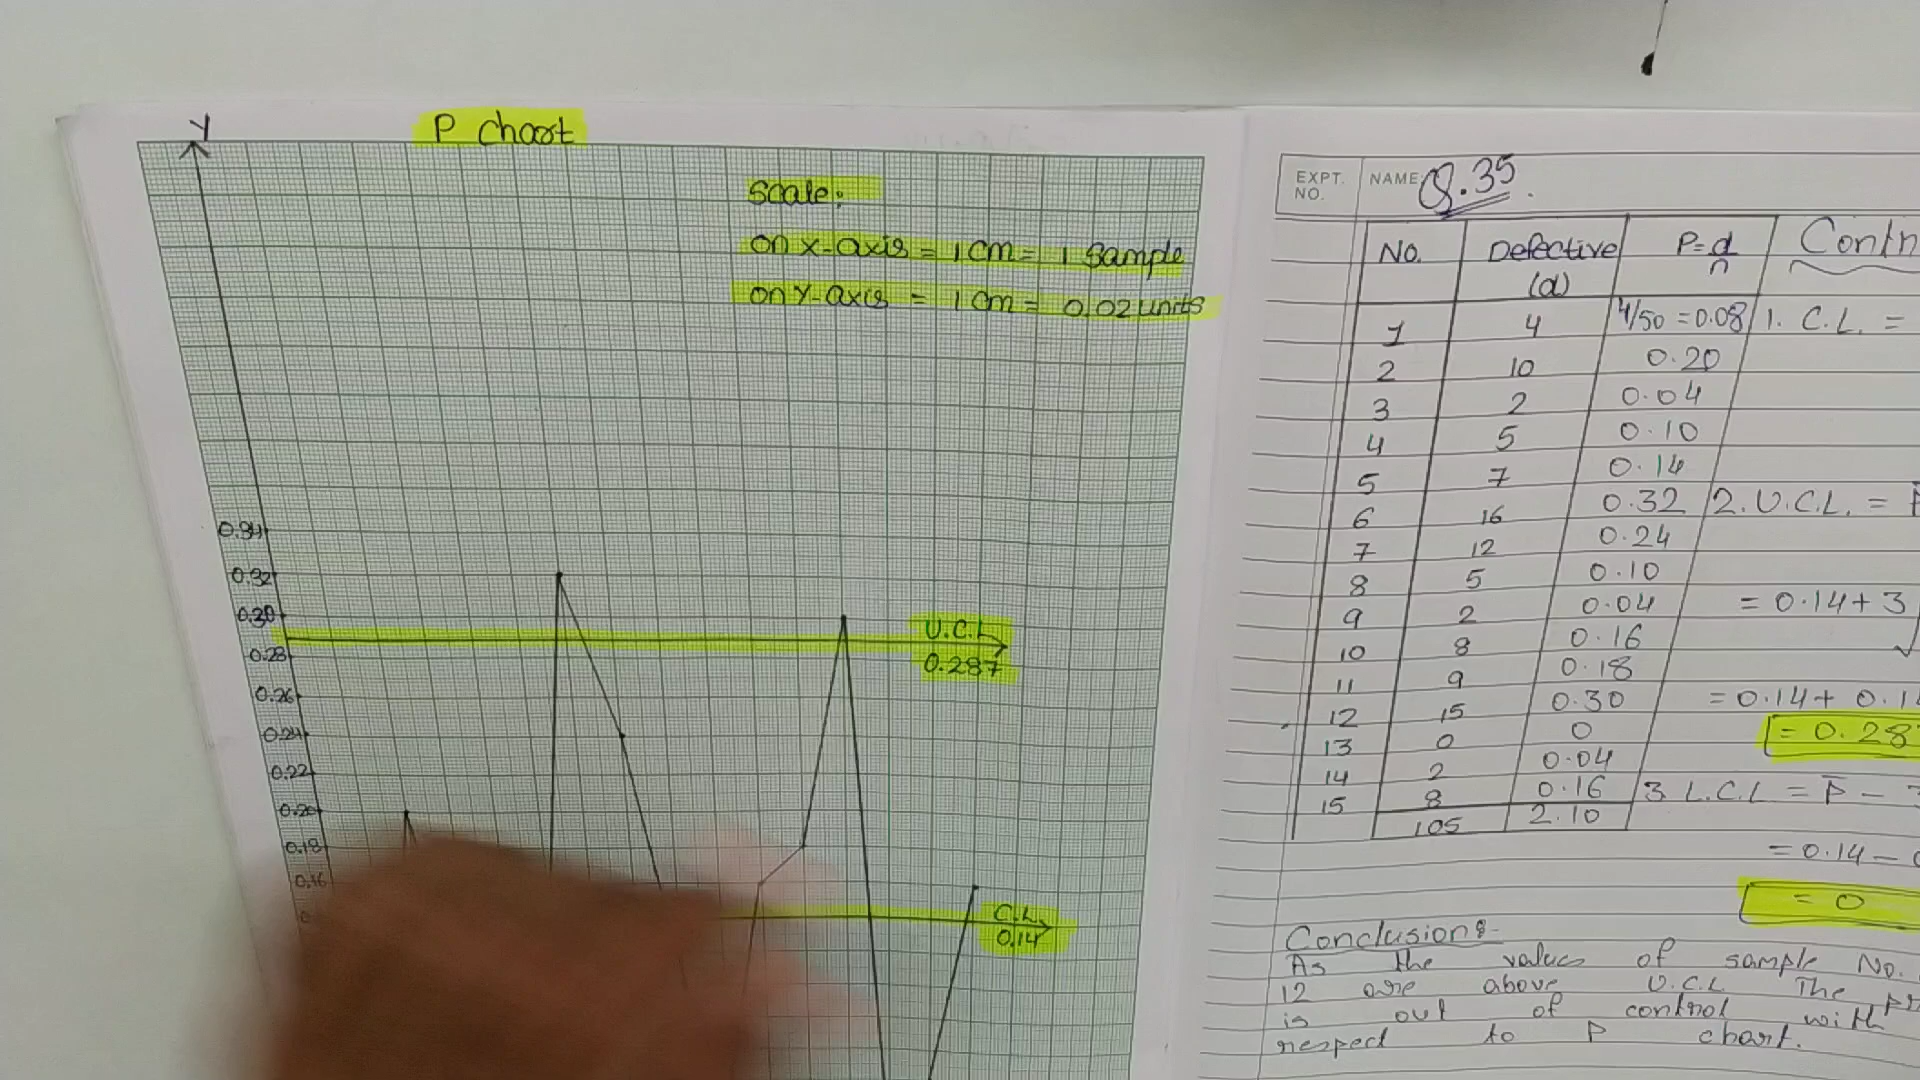 Y
P Chart
Scale:
on X-axis = 1 cm = 1 Sample
on Y-axis = 1 cm = 0.02 units
0.34
0.32
0.30
0.28
0.26
0.24
0.22
0.20
0.18
0.16
U.C.L
0.287
C.L.
0.14
EXPT. NO.
NAME:
Q.35
No. Defective (d) P=d/n
1 4 4/50 = 0.08
2 10 0.20
3 2 0.04
4 5 0.10
5 7 0.14
6 16 0.32
7 12 0.24
8 5 0.10
9 2 0.04
10 8 0.16
11 9 0.18
12 15 0.30
13 0 0
14 2 0.04
15 8 0.16
105 2.10
1. C.L. =
2. U.C.L. =
= 0.14 + 3
= 0.14 +
= 0.28
3. L.C.L = P̄ -
= 0.14 -
= 0
Conclusion:-
As the values of sample No.
12 are above U.C.L. The
is out of control with
respect to P chart.